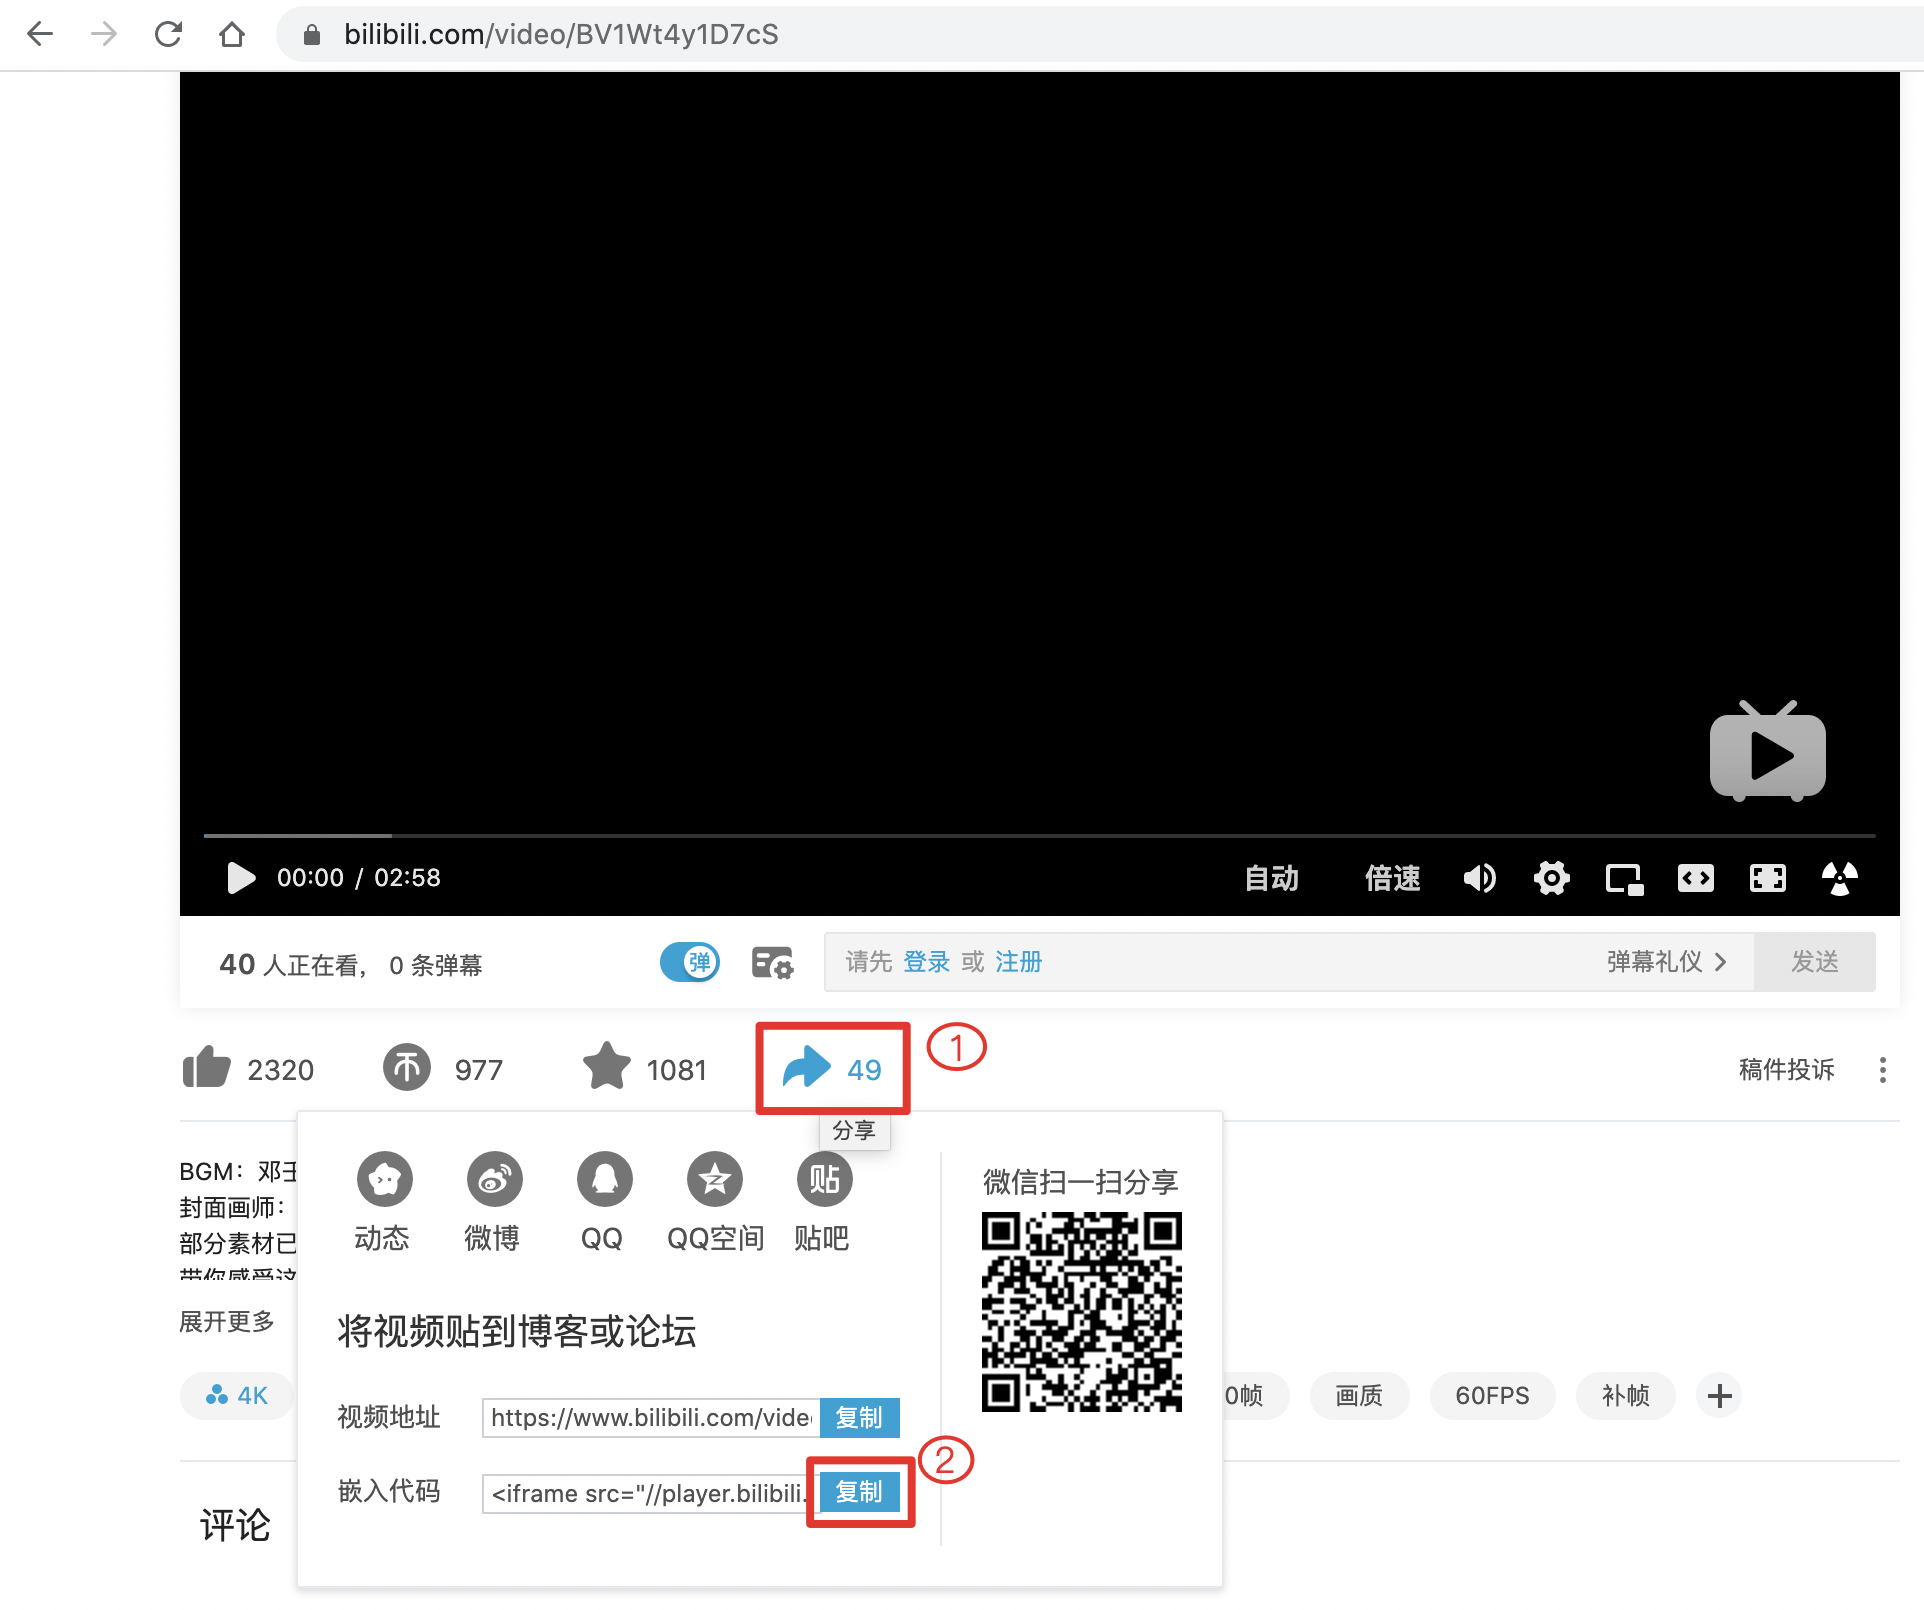 bilibili.com/video/BV1Wt4y1D7cS
00:00 / 02:58
自动
倍速
40 人正在看， 0 条弹幕
弹
请先 登录 或 注册
弹幕礼仪
发送
2320
977
1081
49
①
稿件投诉
分享
BGM：邓
封面画师：
部分素材已
带你感受这
展开更多
动态
微博
QQ
QQ空间
贴
贴吧
微信扫一扫分享
将视频贴到博客或论坛
4K
0帧
画质
60FPS
补帧
视频地址
https://www.bilibili.com/vide
复制
②
嵌入代码
<iframe src="//player.bilibili.
复制
评论